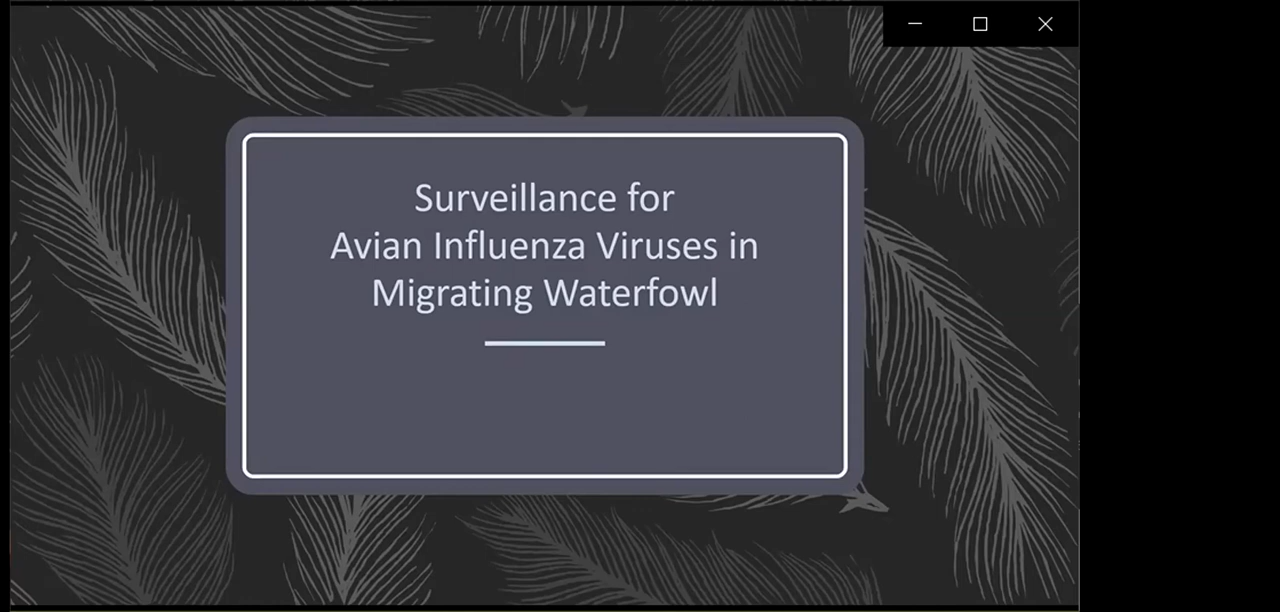 Surveillance for
Avian Influenza Viruses in
Migrating Waterfowl